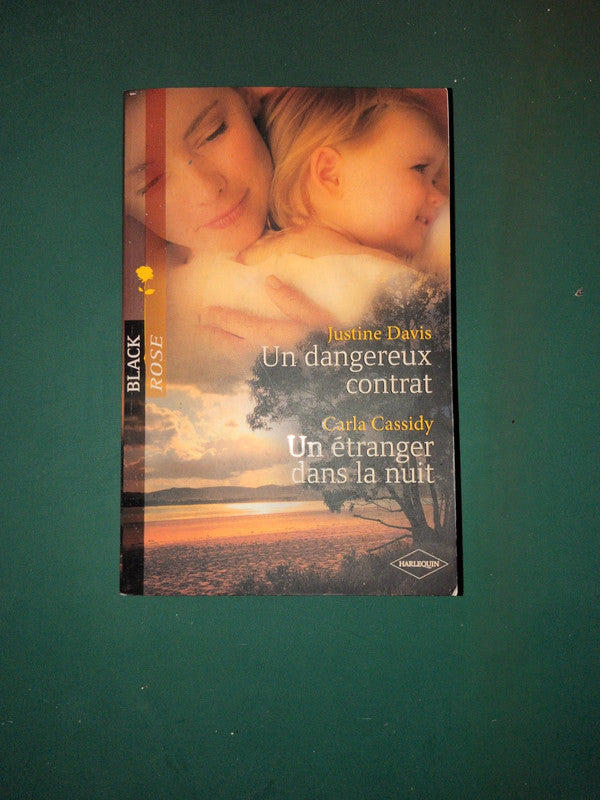 Justine Davis
Un dangereux
contrat
Carla Cassidy
Un étranger
dans la nuit
BLACK
ROSE
HARLEQUIN